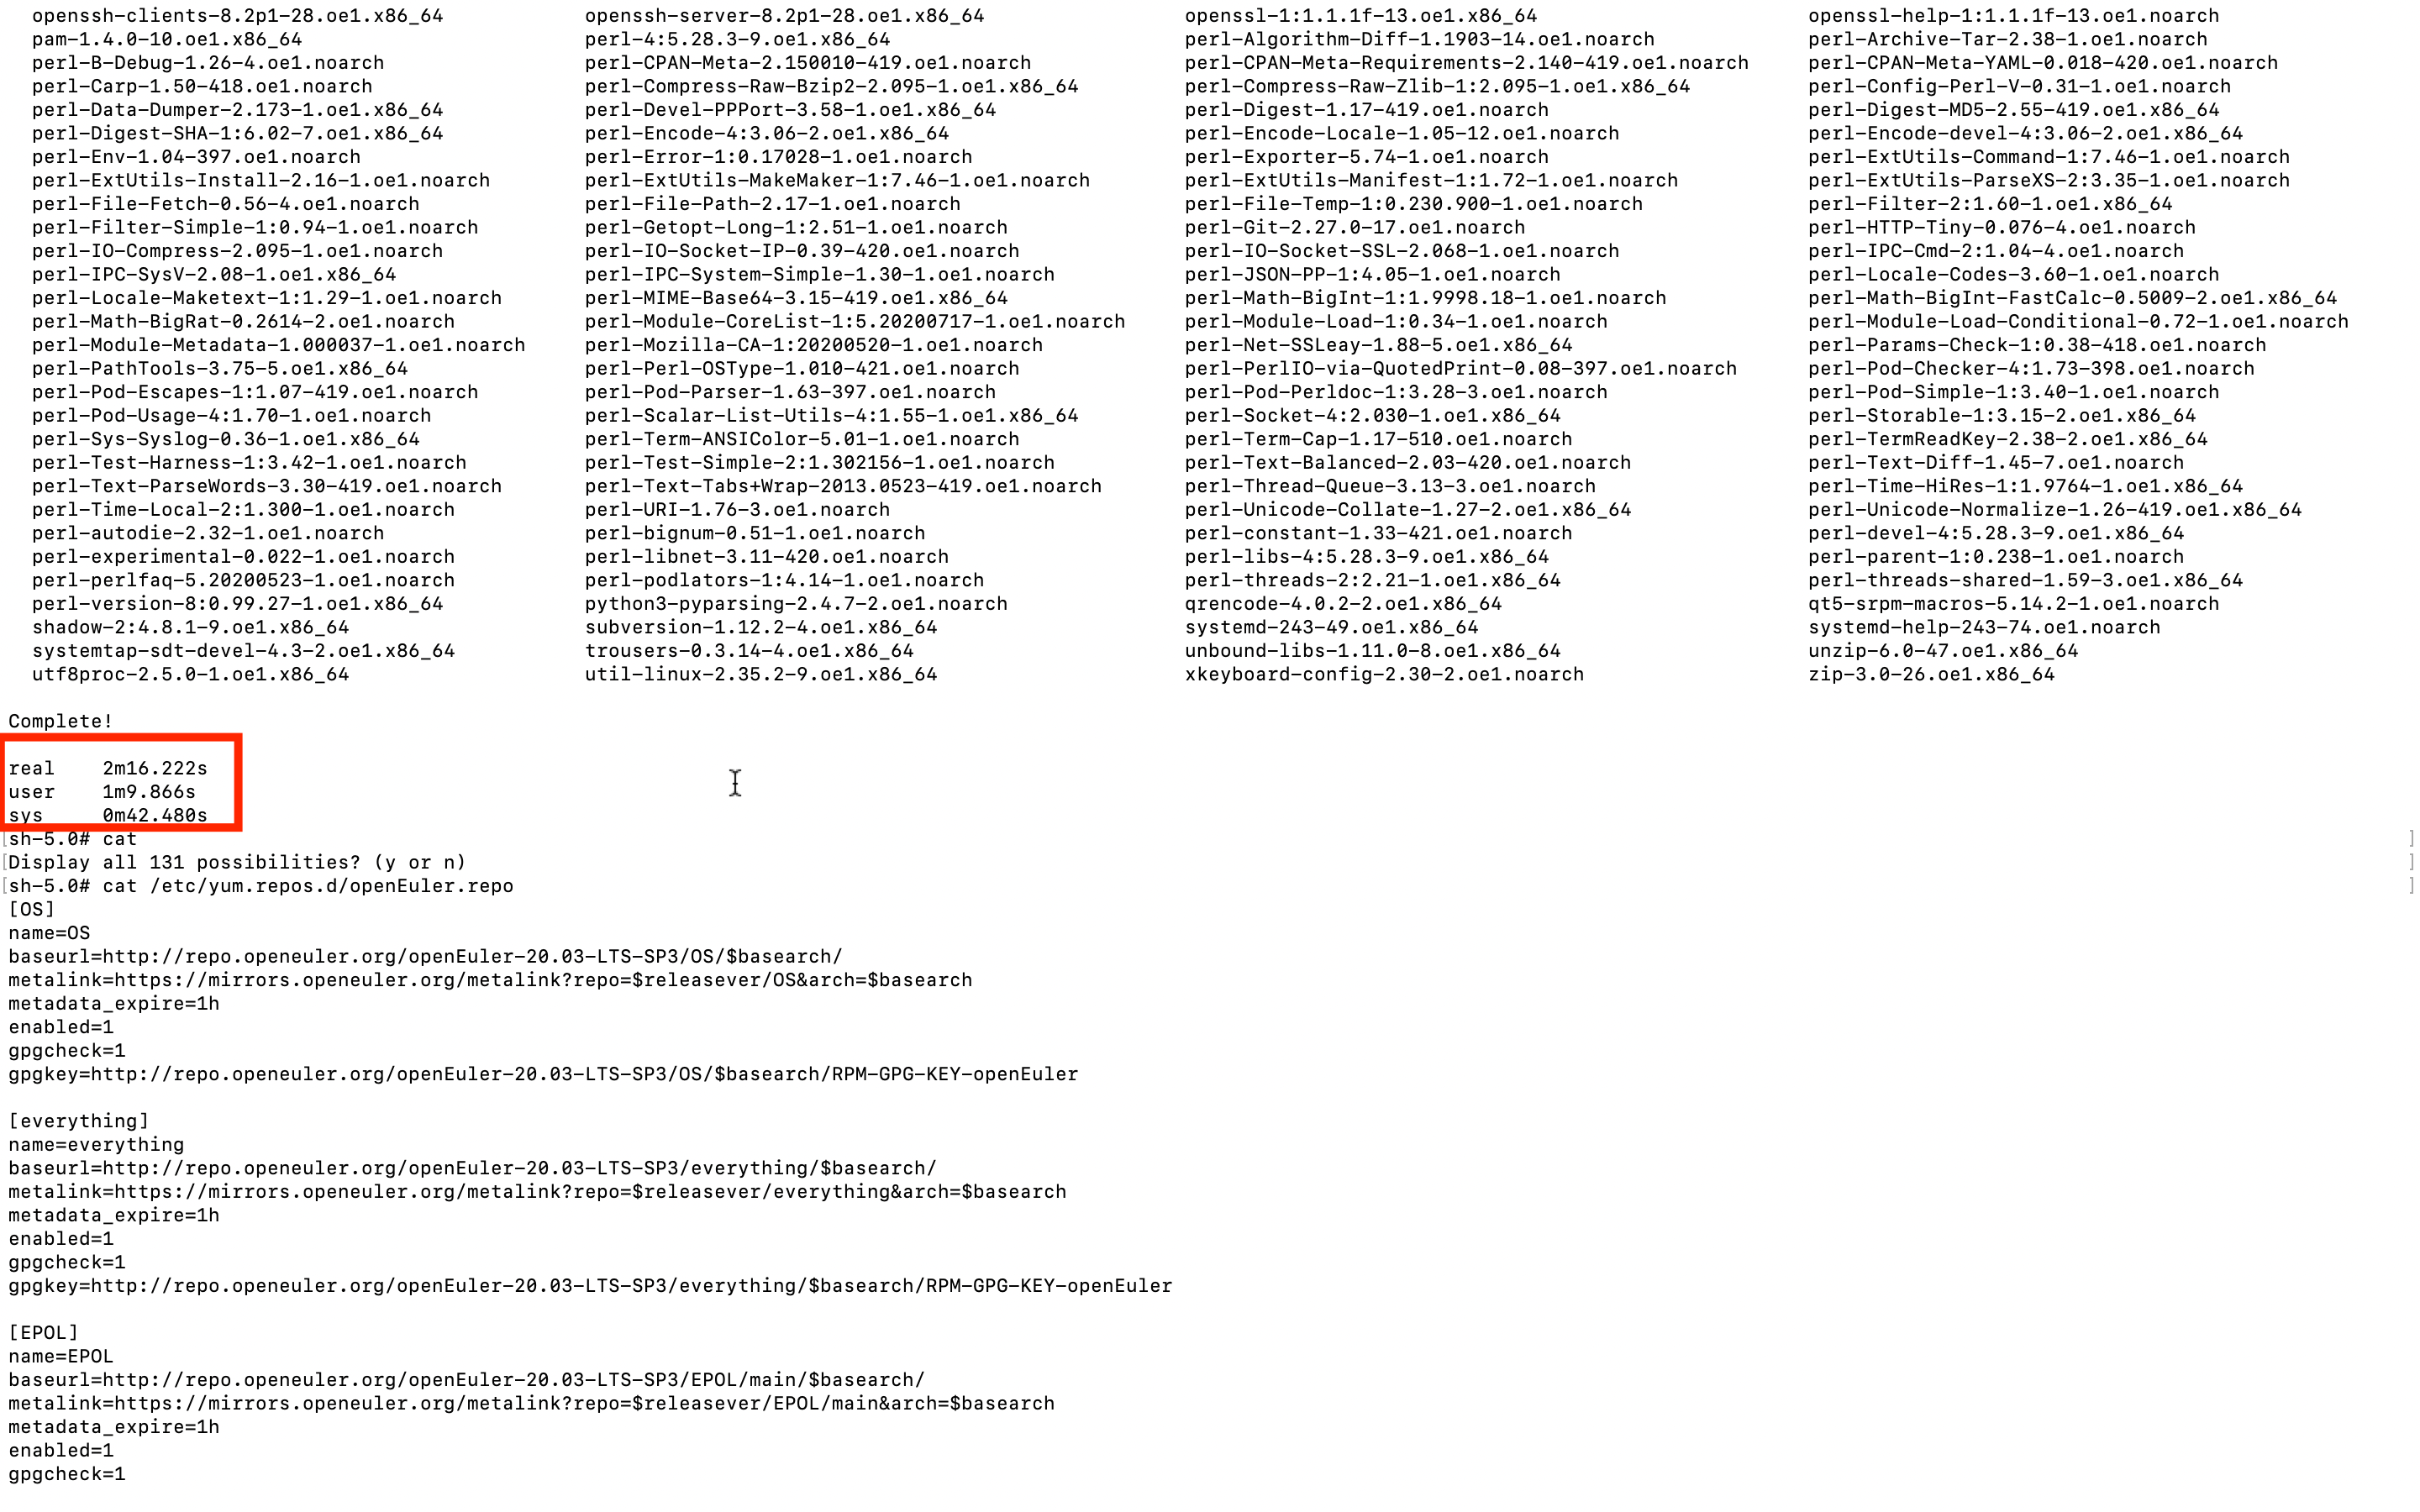 openssh-clients-8.2p1-28.oe1.x86_64 openssh-server-8.2p1-28.oe1.x86_64 openssl-1:1.1.1f-13.oe1.x86_64 openssl-help-1:1.1.1f-13.oe1.noarch
pam-1.4.0-10.oe1.x86_64 perl-4:5.28.3-9.oe1.x86_64 perl-Algorithm-Diff-1.1903-14.oe1.noarch perl-Archive-Tar-2.38-1.oe1.noarch
perl-B-Debug-1.26-4.oe1.noarch perl-CPAN-Meta-2.150010-419.oe1.noarch perl-CPAN-Meta-Requirements-2.140-419.oe1.noarch perl-CPAN-Meta-YAML-0.018-420.oe1.noarch
perl-Carp-1.50-418.oe1.noarch perl-Compress-Raw-Bzip2-2.095-1.oe1.x86_64 perl-Compress-Raw-Zlib-1:2.095-1.oe1.x86_64 perl-Config-Perl-V-0.31-1.oe1.noarch
perl-Data-Dumper-2.173-1.oe1.x86_64 perl-Devel-PPPort-3.58-1.oe1.x86_64 perl-Digest-1.17-419.oe1.noarch perl-Digest-MD5-2.55-419.oe1.x86_64
perl-Digest-SHA-1:6.02-7.oe1.x86_64 perl-Encode-4:3.06-2.oe1.x86_64 perl-Encode-Locale-1.05-12.oe1.noarch perl-Encode-devel-4:3.06-2.oe1.x86_64
perl-Env-1.04-397.oe1.noarch perl-Error-1:0.17028-1.oe1.noarch perl-Exporter-5.74-1.oe1.noarch perl-ExtUtils-Command-1:7.46-1.oe1.noarch
perl-ExtUtils-Install-2.16-1.oe1.noarch perl-ExtUtils-MakeMaker-1:7.46-1.oe1.noarch perl-ExtUtils-Manifest-1:1.72-1.oe1.noarch perl-ExtUtils-ParseXS-2:3.35-1.oe1.noarch
perl-File-Fetch-0.56-4.oe1.noarch perl-File-Path-2.17-1.oe1.noarch perl-File-Temp-1:0.230.900-1.oe1.noarch perl-Filter-2:1.60-1.oe1.x86_64
perl-Filter-Simple-1:0.94-1.oe1.noarch perl-Getopt-Long-1:2.51-1.oe1.noarch perl-Git-2.27.0-17.oe1.noarch perl-HTTP-Tiny-0.076-4.oe1.noarch
perl-IO-Compress-2.095-1.oe1.noarch perl-IO-Socket-IP-0.39-420.oe1.noarch perl-IO-Socket-SSL-2.068-1.oe1.noarch perl-IPC-Cmd-2:1.04-4.oe1.noarch
perl-IPC-SysV-2.08-1.oe1.x86_64 perl-IPC-System-Simple-1.30-1.oe1.noarch perl-JSON-PP-1:4.05-1.oe1.noarch perl-Locale-Codes-3.60-1.oe1.noarch
perl-Locale-Maketext-1:1.29-1.oe1.noarch perl-MIME-Base64-3.15-419.oe1.x86_64 perl-Math-BigInt-1:1.9998.18-1.oe1.noarch perl-Math-BigInt-FastCalc-0.5009-2.oe1.x86_64
perl-Math-BigRat-0.2614-2.oe1.noarch perl-Module-CoreList-1:5.20200717-1.oe1.noarch perl-Module-Load-1:0.34-1.oe1.noarch perl-Module-Load-Conditional-0.72-1.oe1.noarch
perl-Module-Metadata-1.000037-1.oe1.noarch perl-Mozilla-CA-1:20200520-1.oe1.noarch perl-Net-SSLeay-1.88-5.oe1.x86_64 perl-Params-Check-1:0.38-418.oe1.noarch
perl-PathTools-3.75-5.oe1.x86_64 perl-Perl-OSType-1.010-421.oe1.noarch perl-PerlIO-via-QuotedPrint-0.08-397.oe1.noarch perl-Pod-Checker-4:1.73-398.oe1.noarch
perl-Pod-Escapes-1:1.07-419.oe1.noarch perl-Pod-Parser-1.63-397.oe1.noarch perl-Pod-Perldoc-1:3.28-3.oe1.noarch perl-Pod-Simple-1:3.40-1.oe1.noarch
perl-Pod-Usage-4:1.70-1.oe1.noarch perl-Scalar-List-Utils-4:1.55-1.oe1.x86_64 perl-Socket-4:2.030-1.oe1.x86_64 perl-Storable-1:3.15-2.oe1.x86_64
perl-Sys-Syslog-0.36-1.oe1.x86_64 perl-Term-ANSIColor-5.01-1.oe1.noarch perl-Term-Cap-1.17-510.oe1.noarch perl-TermReadKey-2.38-2.oe1.x86_64
perl-Test-Harness-1:3.42-1.oe1.noarch perl-Test-Simple-2:1.302156-1.oe1.noarch perl-Text-Balanced-2.03-420.oe1.noarch perl-Text-Diff-1.45-7.oe1.noarch
perl-Text-ParseWords-3.30-419.oe1.noarch perl-Text-Tabs+Wrap-2013.0523-419.oe1.noarch perl-Thread-Queue-3.13-3.oe1.noarch perl-Time-HiRes-1:1.9764-1.oe1.x86_64
perl-Time-Local-2:1.300-1.oe1.noarch perl-URI-1.76-3.oe1.noarch perl-Unicode-Collate-1.27-2.oe1.x86_64 perl-Unicode-Normalize-1.26-419.oe1.x86_64
perl-autodie-2.32-1.oe1.noarch perl-bignum-0.51-1.oe1.noarch perl-constant-1.33-421.oe1.noarch perl-devel-4:5.28.3-9.oe1.x86_64
perl-experimental-0.022-1.oe1.noarch perl-libnet-3.11-420.oe1.noarch perl-libs-4:5.28.3-9.oe1.x86_64 perl-parent-1:0.238-1.oe1.noarch
perl-perlfaq-5.20200523-1.oe1.noarch perl-podlators-1:4.14-1.oe1.noarch perl-threads-2:2.21-1.oe1.x86_64 perl-threads-shared-1.59-3.oe1.x86_64
perl-version-8:0.99.27-1.oe1.x86_64 python3-pyparsing-2.4.7-2.oe1.noarch qrencode-4.0.2-2.oe1.x86_64 qt5-srpm-macros-5.14.2-1.oe1.noarch
shadow-2:4.8.1-9.oe1.x86_64 subversion-1.12.2-4.oe1.x86_64 systemd-243-49.oe1.x86_64 systemd-help-243-74.oe1.noarch
systemtap-sdt-devel-4.3-2.oe1.x86_64 trousers-0.3.14-4.oe1.x86_64 unbound-libs-1.11.0-8.oe1.x86_64 unzip-6.0-47.oe1.x86_64
utf8proc-2.5.0-1.oe1.x86_64 util-linux-2.35.2-9.oe1.x86_64 xkeyboard-config-2.30-2.oe1.noarch zip-3.0-26.oe1.x86_64
Complete!
real 2m16.222s
user 1m9.866s
sys 0m42.480s
[sh-5.0# cat ]
[Display all 131 possibilities? (y or n) ]
[sh-5.0# cat /etc/yum.repos.d/openEuler.repo ]
[OS]
name=OS
baseurl=http://repo.openeuler.org/openEuler-20.03-LTS-SP3/OS/$basearch/
metalink=https://mirrors.openeuler.org/metalink?repo=$releasever/OS&arch=$basearch
metadata_expire=1h
enabled=1
gpgcheck=1
gpgkey=http://repo.openeuler.org/openEuler-20.03-LTS-SP3/OS/$basearch/RPM-GPG-KEY-openEuler
[everything]
name=everything
baseurl=http://repo.openeuler.org/openEuler-20.03-LTS-SP3/everything/$basearch/
metalink=https://mirrors.openeuler.org/metalink?repo=$releasever/everything&arch=$basearch
metadata_expire=1h
enabled=1
gpgcheck=1
gpgkey=http://repo.openeuler.org/openEuler-20.03-LTS-SP3/everything/$basearch/RPM-GPG-KEY-openEuler
[EPOL]
name=EPOL
baseurl=http://repo.openeuler.org/openEuler-20.03-LTS-SP3/EPOL/main/$basearch/
metalink=https://mirrors.openeuler.org/metalink?repo=$releasever/EPOL/main&arch=$basearch
metadata_expire=1h
enabled=1
gpgcheck=1